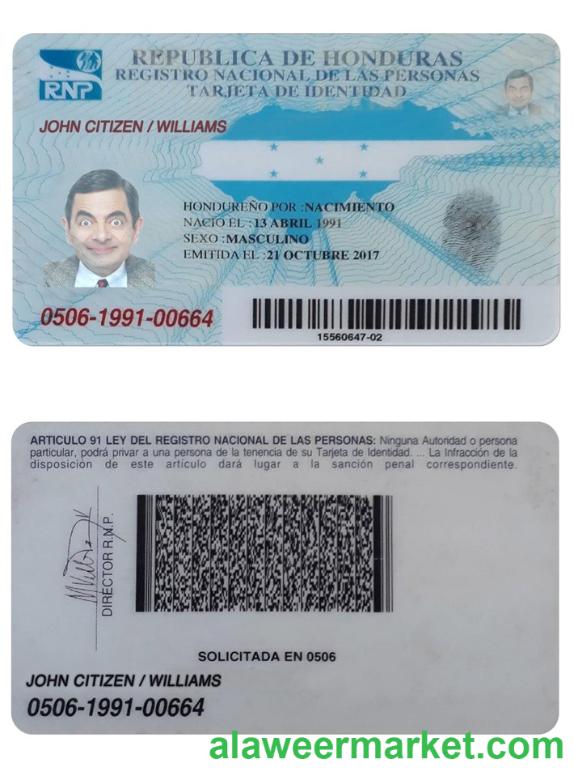 REPUBLICA DE HONDURAS
REGISTRO NACIONAL DE LAS PERSONAS
TARJETA DE IDENTIDAD
RNP
JOHN CITIZEN / WILLIAMS
HONDUREÑO POR :NACIMIENTO
NACIO EL :13 ABRIL 1991
SEXO :MASCULINO
EMITIDA EL :21 OCTUBRE 2017
0506-1991-00664
15560647-02
ARTICULO 91 LEY DEL REGISTRO NACIONAL DE LAS PERSONAS: Ninguna Autoridad o persona
particular, podrá privar a una persona de la tenencia de su Tarjeta de Identidad. ... La Infracción de la
disposición de este artículo dará lugar a la sanción penal correspondiente.
DIRECTOR R.N.P.
SOLICITADA EN 0506
JOHN CITIZEN / WILLIAMS
0506-1991-00664
alaweermarket.com